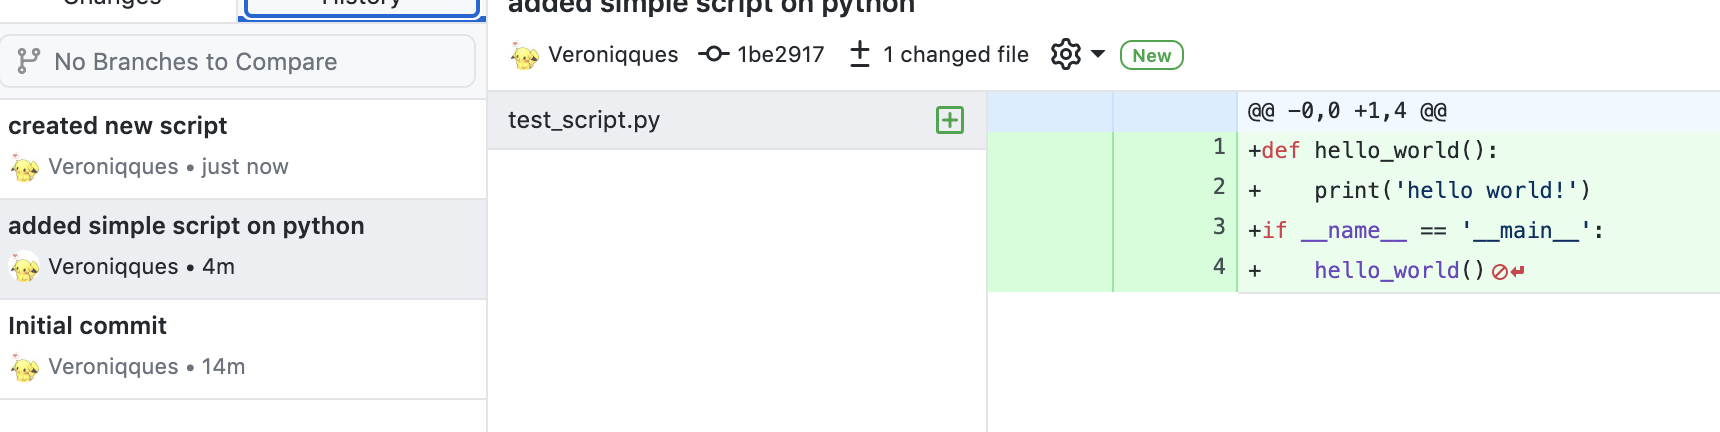 Changes
History
No Branches to Compare
created new script
Veroniqques • just now
added simple script on python
Veroniqques • 4m
Initial commit
Veroniqques • 14m
added simple script on python
Veroniqques 1be2917 ± 1 changed file New
test_script.py
@@ -0,0 +1,4 @@
1 +def hello_world():
2 +    print('hello world!')
3 +if __name__ == '__main__':
4 +    hello_world()